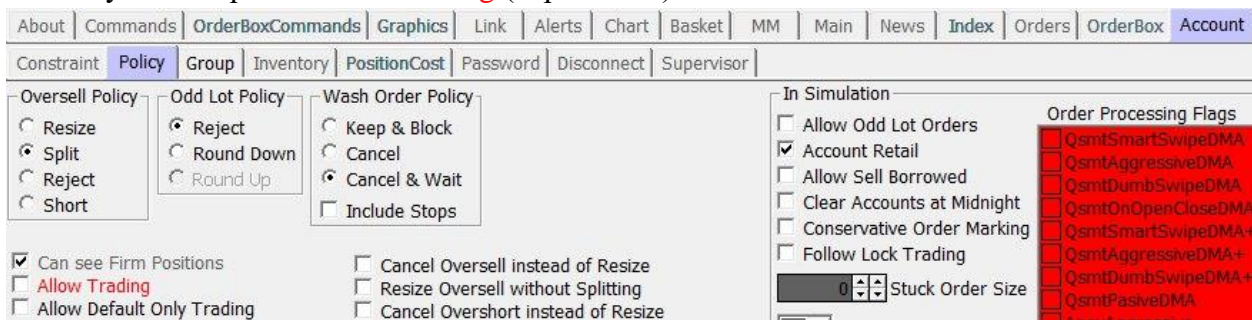 About Commands OrderBoxCommands Graphics Link Alerts Chart Basket MM Main News Index Orders OrderBox Account
Constraint Policy Group Inventory PositionCost Password Disconnect Supervisor
Oversell Policy
Resize
Split
Reject
Short
Odd Lot Policy
Reject
Round Down
Round Up
Wash Order Policy
Keep & Block
Cancel
Cancel & Wait
Include Stops
Can see Firm Positions
Allow Trading
Allow Default Only Trading
Cancel Oversell instead of Resize
Resize Oversell without Splitting
Cancel Overshort instead of Resize
In Simulation
Allow Odd Lot Orders
Account Retail
Allow Sell Borrowed
Clear Accounts at Midnight
Conservative Order Marking
Follow Lock Trading
0 Stuck Order Size
Order Processing Flags
QsmtSmartSwipeDMA
QsmtAggressiveDMA
QsmtDumbSwipeDMA
QsmtOnOpenCloseDMA
QsmtSmartSwipeDMA+
QsmtAggressiveDMA+
QsmtDumbSwipeDMA+
QsmtPasiveDMA